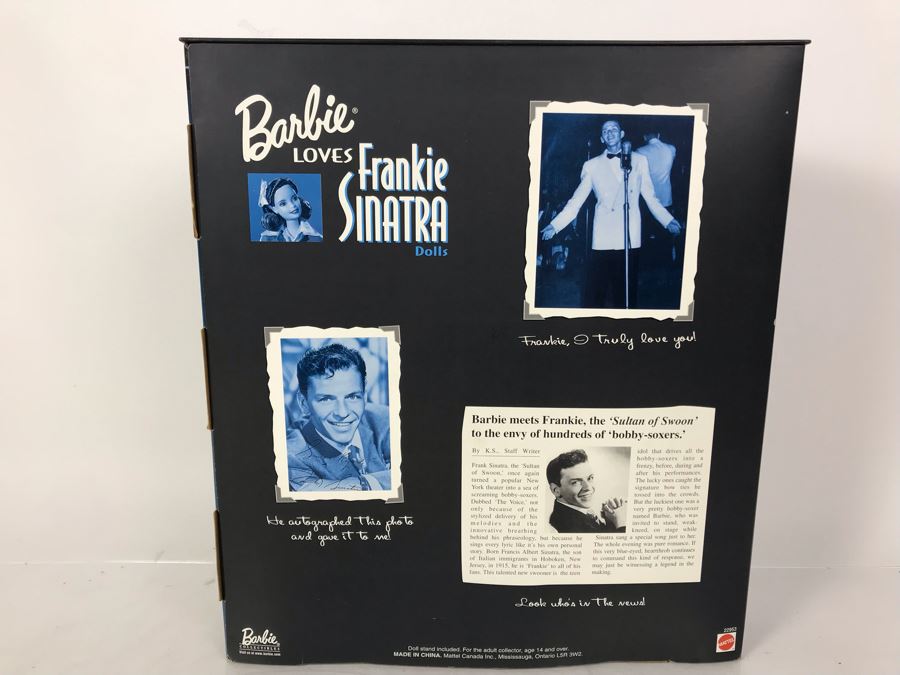 Barbie®
LOVES
Frankie
SINATRA
Dolls
Frankie, I truly love you!
He autographed this photo
and gave it to me!
Barbie meets Frankie, the ‘Sultan of Swoon’
to the envy of hundreds of ‘bobby-soxers.’
By K.S., Staff Writer
Frank Sinatra, the 'Sultan
of Swoon,' once again
turned a popular New
York theater into a sea of
screaming bobby-soxers.
Dubbed 'The Voice,' not
only because of the
stylized delivery of his
melodies and the
innovative breathing
behind his phraseology, but because he
sings every lyric like it's his own personal
story. Born Francis Albert Sinatra, the son
of Italian immigrants in Hoboken, New
Jersey, in 1915, he is 'Frankie' to all of his
fans. This talented new swooner is the teen
idol that drives all the
bobby-soxers into a
frenzy, before, during and
after his performances.
The lucky ones caught the
signature bow ties he
tossed into the crowds.
But the luckiest one was a
very pretty bobby-soxer
named Barbie, who was
invited to stand, weak-
kneed, on stage while
Sinatra sang a special song just to her.
The whole evening was pure romance. If
this very blue-eyed, heartthrob continues
to command this kind of response, we
may just be witnessing a legend in the
making.
Look who's in the news!
Barbie
COLLECTIBLES
Visit us at www.barbie.com
Doll stand included. For the adult collector, age 14 and over.
MADE IN CHINA. Mattel Canada Inc., Mississauga, Ontario L5R 3W2.
22953
MATTEL